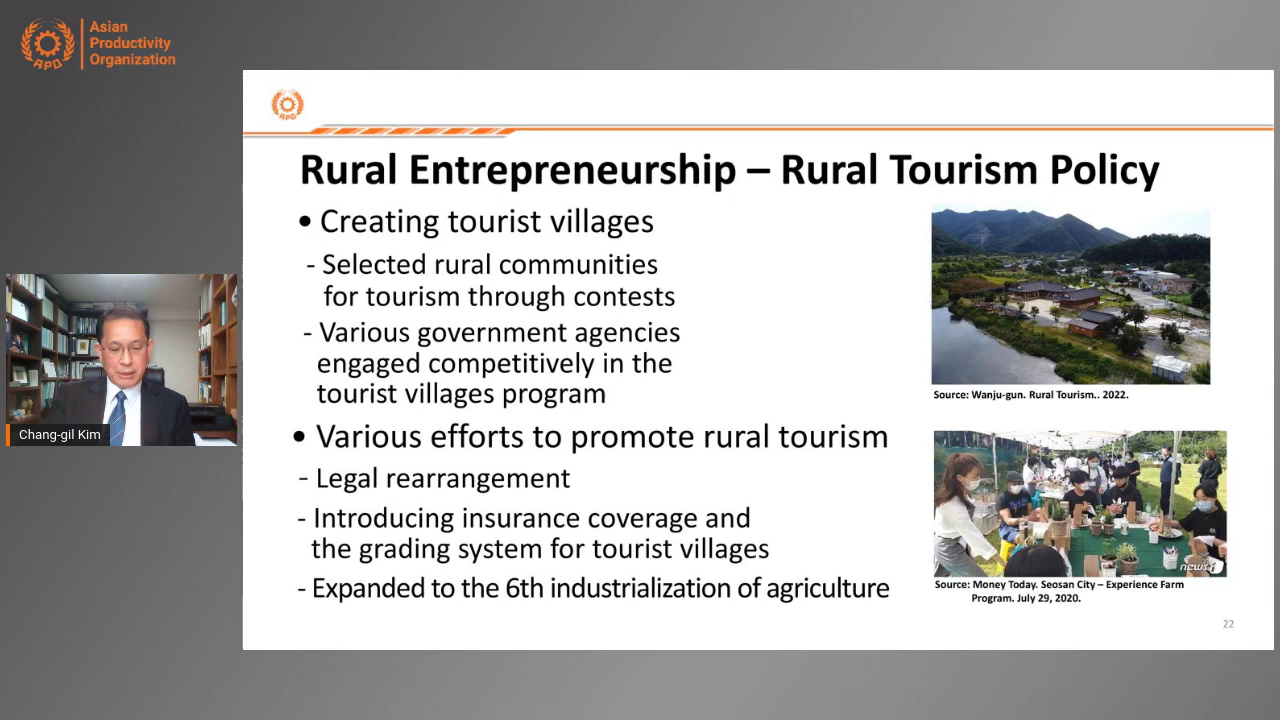 Asian
Productivity
Organization
APO
APO
Rural Entrepreneurship – Rural Tourism Policy
• Creating tourist villages
- Selected rural communities
for tourism through contests
- Various government agencies
engaged competitively in the
tourist villages program
• Various efforts to promote rural tourism
- Legal rearrangement
- Introducing insurance coverage and
the grading system for tourist villages
- Expanded to the 6th industrialization of agriculture
Source: Wanju-gun. Rural Tourism.. 2022.
news1
Source: Money Today. Seosan City – Experience Farm
Program. July 29, 2020.
22
Chang-gil Kim